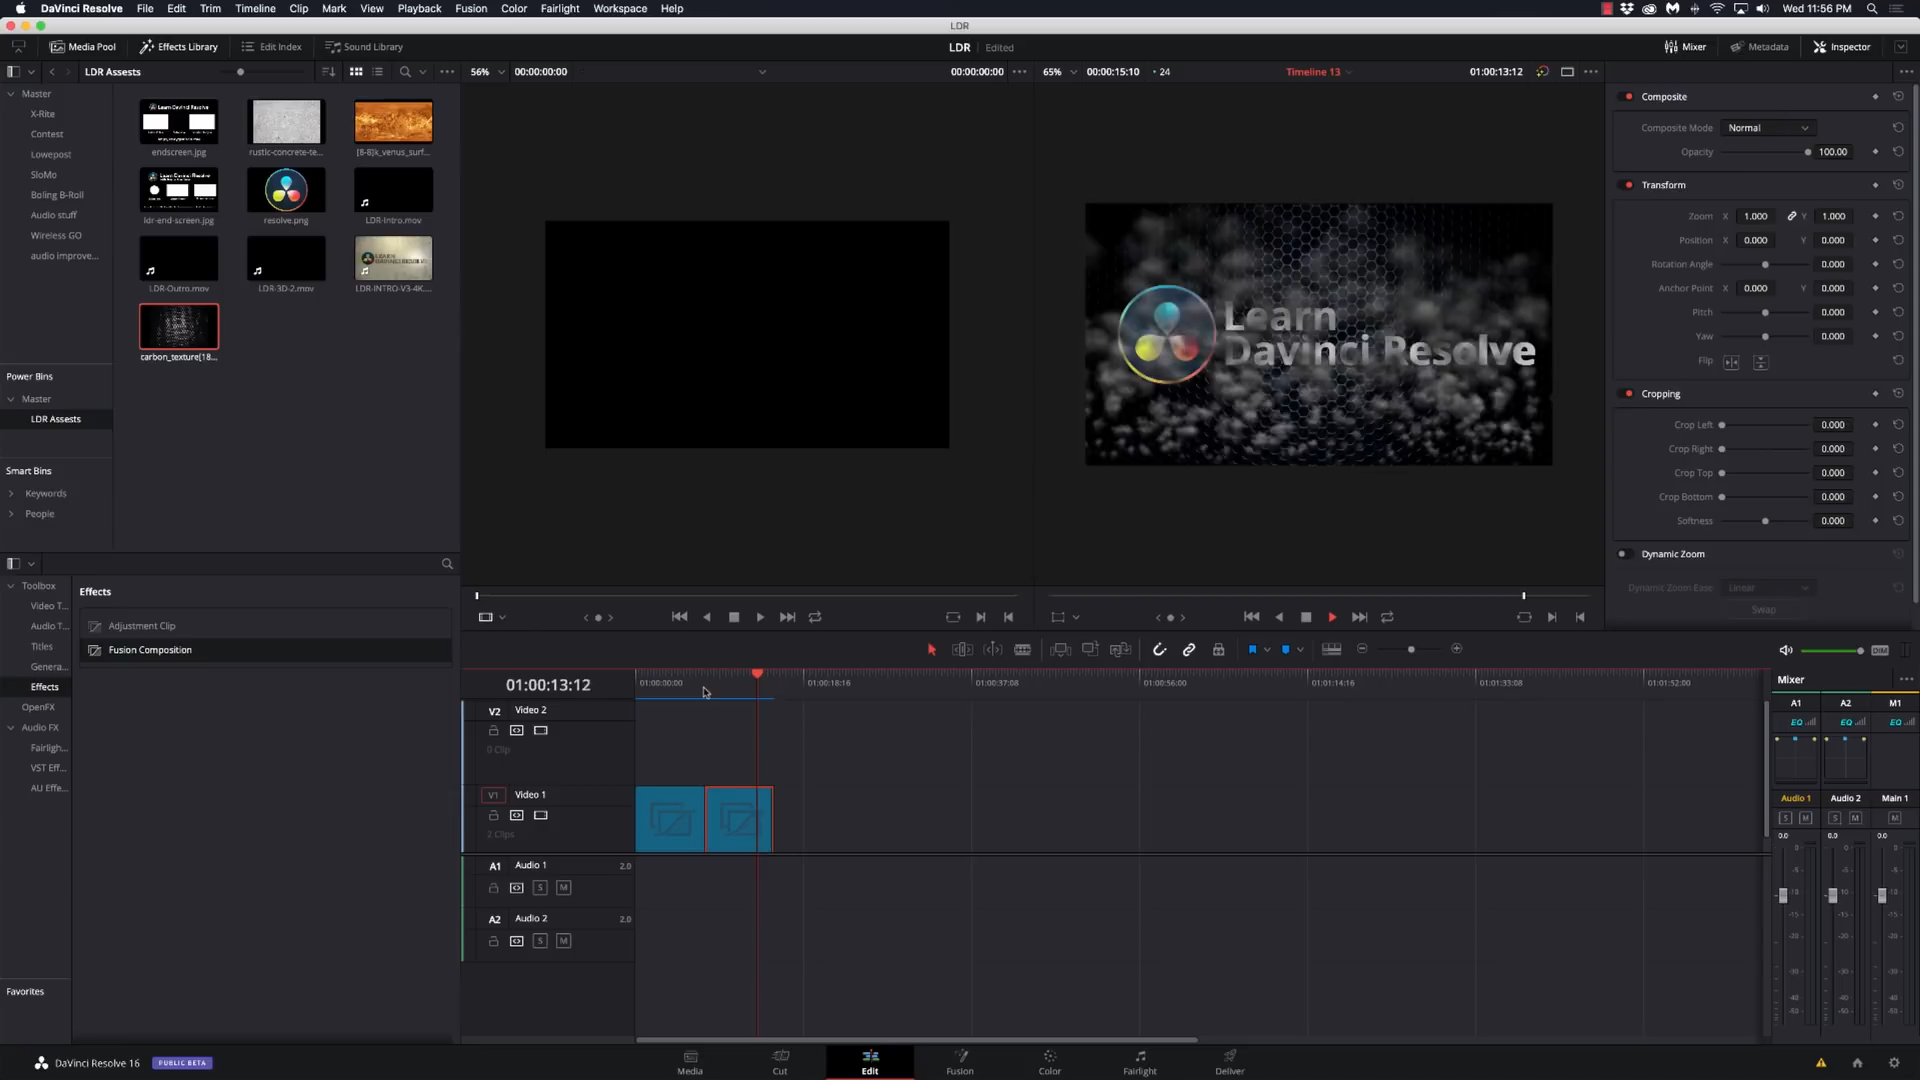 DaVinci Resolve File Edit Trim Timeline Clip Mark View Playback Fusion Color Fairlight Workspace Help Wed 11:56 PM
LDR
Media Pool Effects Library Edit Index Sound Library LDR Edited Mixer Metadata Inspector
LDR Assests 56% 00:00:00:00 00:00:00:00 65% 00:00:15:10 24 Timeline 13 01:00:13:12
Master
X-Rite
Contest
Lowepost
SloMo
Boling B-Roll
Audio stuff
Wireless GO
audio improve...
endscreen.jpg rustic-concrete-te... [8-8]k_venus_surf...
ldr-end-screen.jpg resolve.png LDR-Intro.mov
LDR-Outro.mov LDR-3D-2.mov LDR-INTRO-V3-4K....
carbon_texture[18...
Power Bins
Master
LDR Assests
Smart Bins
Keywords
People
Learn
Davinci Resolve
Composite
Composite Mode Normal
Opacity 100.00
Transform
Zoom X 1.000 Y 1.000
Position X 0.000 Y 0.000
Rotation Angle 0.000
Anchor Point X 0.000 Y 0.000
Pitch 0.000
Yaw 0.000
Flip
Cropping
Crop Left 0.000
Crop Right 0.000
Crop Top 0.000
Crop Bottom 0.000
Softness 0.000
Dynamic Zoom
Dynamic Zoom Ease Linear
Swap
Toolbox
Video T...
Audio T...
Titles
Genera...
Effects
OpenFX
Audio FX
Fairligh...
VST Eff...
AU Effe...
Favorites
Effects
Adjustment Clip
Fusion Composition
DIM
01:00:13:12 01:00:00:00 01:00:18:16 01:00:37:08 01:00:56:00 01:01:14:16 01:01:33:08 01:01:52:00
V2 Video 2
0 Clip
V1 Video 1
2 Clips
A1 Audio 1 2.0
S M
A2 Audio 2 2.0
S M
Mixer
A1 A2 M1
EQ EQ EQ
Audio 1 Audio 2 Main 1
S M S M M
0.0 0.0 0.0
DaVinci Resolve 16 PUBLIC BETA
Media Cut Edit Fusion Color Fairlight Deliver